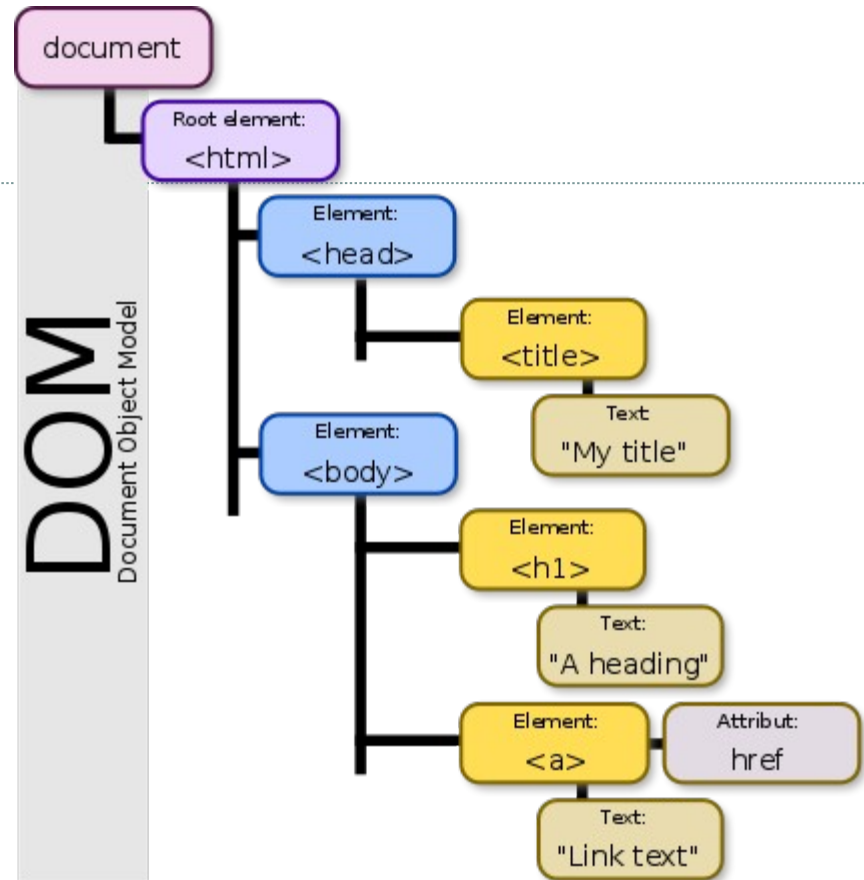 document
Root element:
<html>
Element:
<head>
Element:
<title>
Text
"My title"
Element:
<body>
Element:
<h1>
Text:
"A heading"
Element:
<a>
Attribut:
href
Text:
"Link text"
DOM
Document Object Model